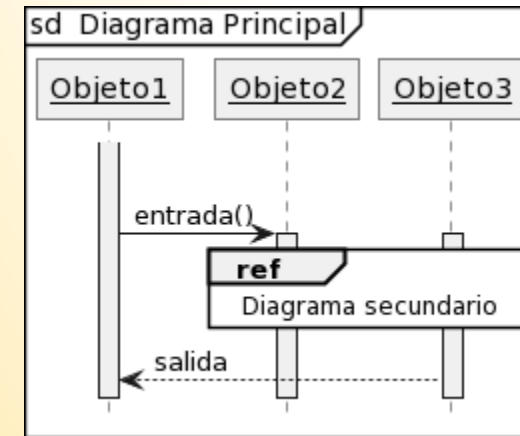 sd Diagrama Principal
Objeto1 Objeto2 Objeto3
entrada()
ref
Diagrama secundario
salida